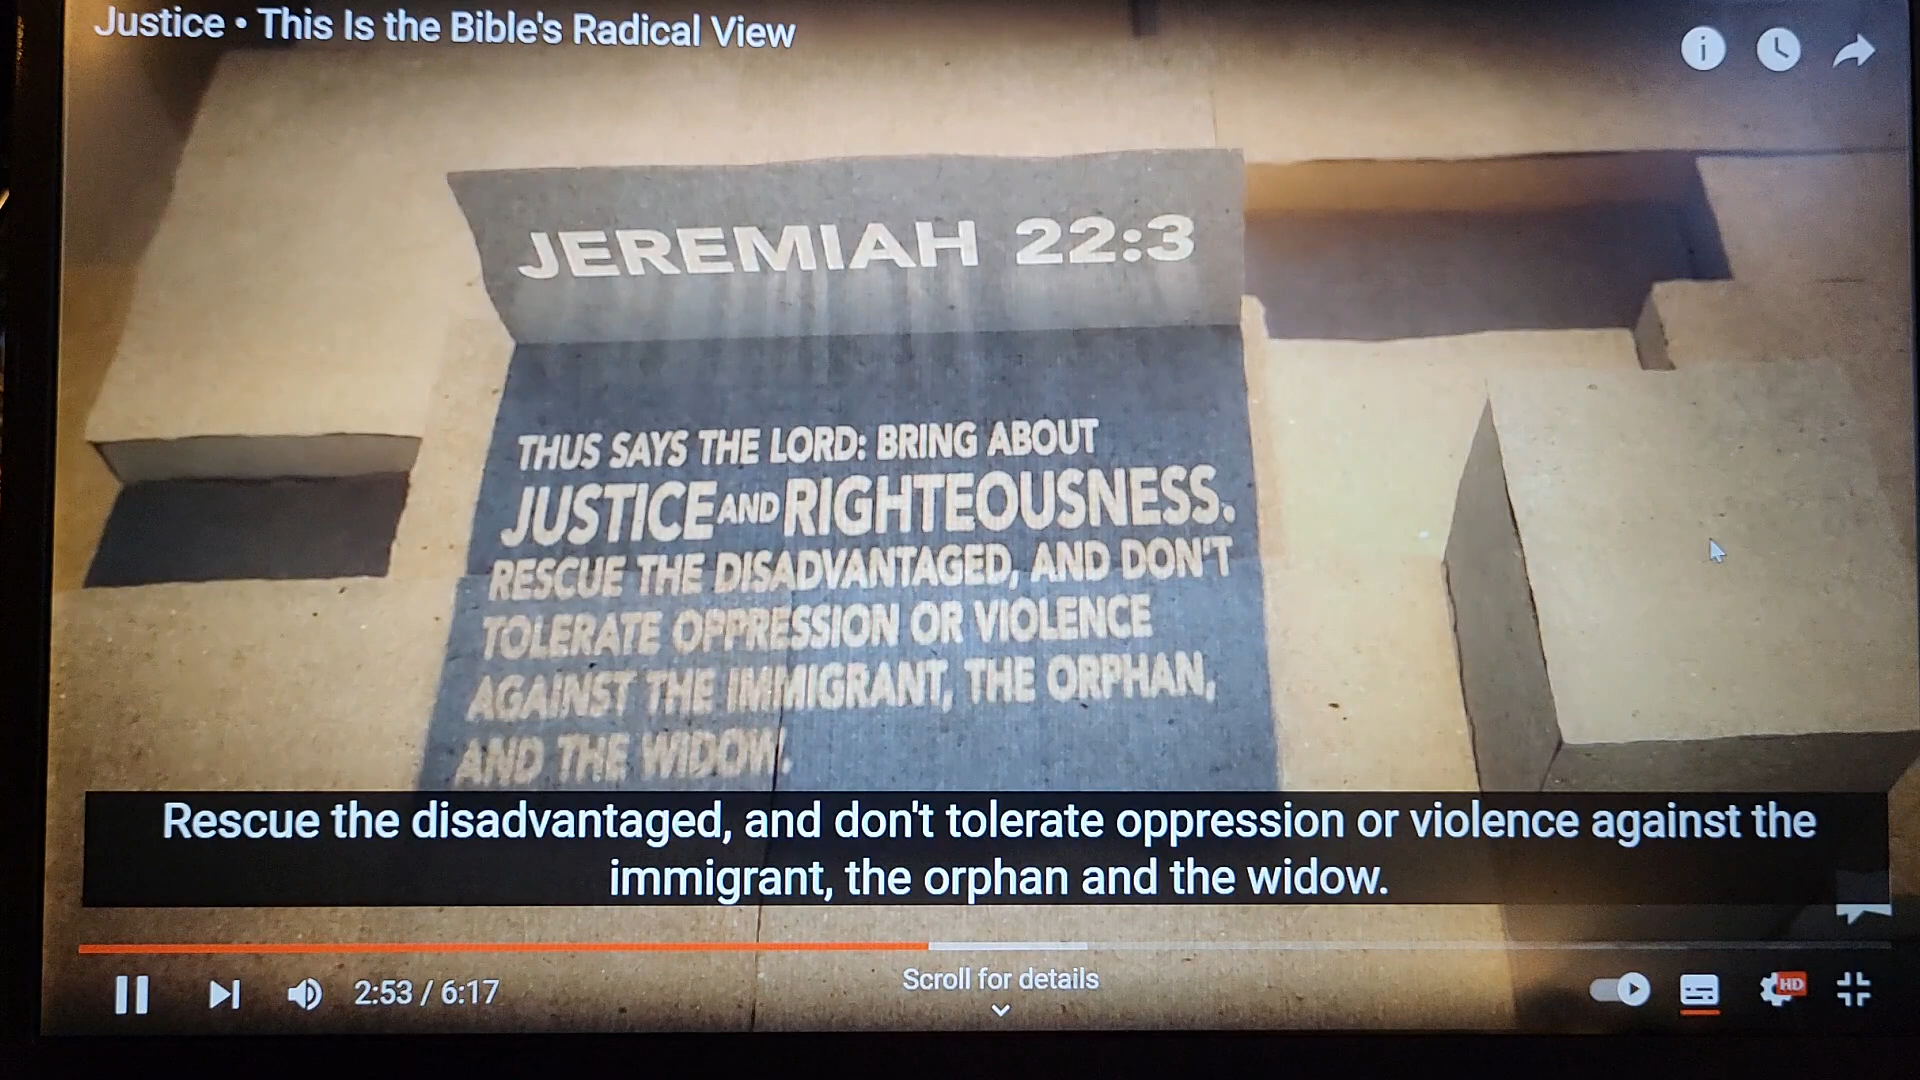 Justice • This Is the Bible's Radical View
JEREMIAH 22:3
THUS SAYS THE LORD: BRING ABOUT
JUSTICE AND RIGHTEOUSNESS.
RESCUE THE DISADVANTAGED, AND DON'T
TOLERATE OPPRESSION OR VIOLENCE
AGAINST THE IMMIGRANT, THE ORPHAN,
AND THE WIDOW.
Rescue the disadvantaged, and don't tolerate oppression or violence against the
immigrant, the orphan and the widow.
2:53 / 6:17
Scroll for details
HD